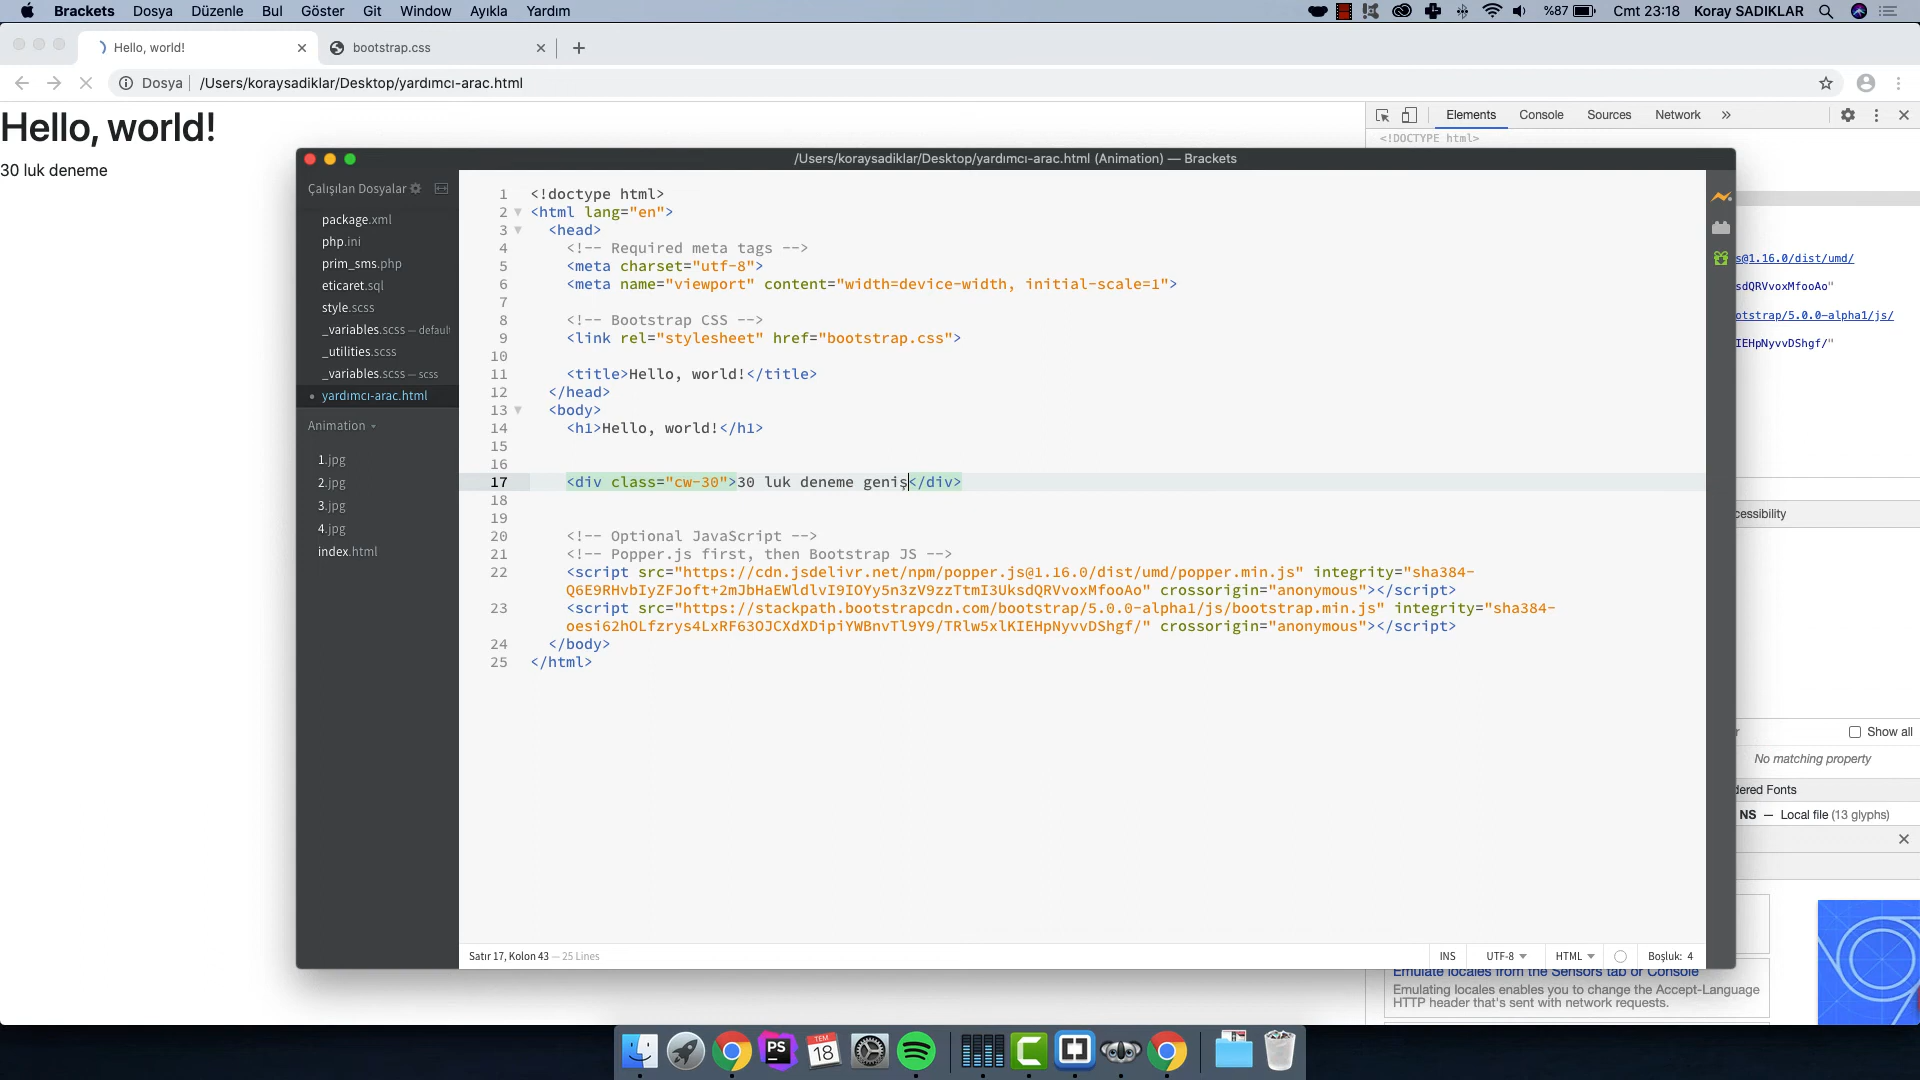 Brackets Dosya Düzenle Bul Göster Git Window Ayıkla Yardım %87 Cmt 23:18 Koray SADIKLAR
Hello, world! bootstrap.css
Dosya /Users/koraysadiklar/Desktop/yardımcı-arac.html
Hello, world!
30 luk deneme
Elements Console Sources Network »
<!DOCTYPE html>
/Users/koraysadiklar/Desktop/yardımcı-arac.html (Animation) — Brackets
Çalışılan Dosyalar
package.xml
php.ini
prim_sms.php
eticaret.sql
style.scss
_variables.scss — defaul
_utilities.scss
_variables.scss — scss
yardımcı-arac.html
Animation
1.jpg
2.jpg
3.jpg
4.jpg
index.html
1 <!doctype html>
2 <html lang="en">
3 <head>
4 <!-- Required meta tags -->
5 <meta charset="utf-8">
6 <meta name="viewport" content="width=device-width, initial-scale=1">
7
8 <!-- Bootstrap CSS -->
9 <link rel="stylesheet" href="bootstrap.css">
10
11 <title>Hello, world!</title>
12 </head>
13 <body>
14 <h1>Hello, world!</h1>
15
16
17 <div class="cw-30">30 luk deneme geniş</div>
18
19
20 <!-- Optional JavaScript -->
21 <!-- Popper.js first, then Bootstrap JS -->
22 <script src="https://cdn.jsdelivr.net/npm/popper.js@1.16.0/dist/umd/popper.min.js" integrity="sha384-
Q6E9RHvbIyZFJoft+2mJbHaEWldlvI9IOYy5n3zV9zzTtmI3UksdQRVvoxMfooAo" crossorigin="anonymous"></script>
23 <script src="https://stackpath.bootstrapcdn.com/bootstrap/5.0.0-alpha1/js/bootstrap.min.js" integrity="sha384-
oesi62hOLfzrys4LxRF63OJCXdXDipiYWBnvTl9Y9/TRlw5xlKIEHpNyvvDShgf/" crossorigin="anonymous"></script>
24 </body>
25 </html>
Satır 17, Kolon 43 — 25 Lines
INS UTF-8 HTML Boşluk: 4
s@1.16.0/dist/umd/
sdQRVvoxMfooAo"
otstrap/5.0.0-alpha1/js/
IEHpNyvvDShgf/"
cessibility
Show all
No matching property
dered Fonts
NS — Local file (13 glyphs)
Emulate locales from the Sensors tab or Console
Emulating locales enables you to change the Accept-Language
HTTP header that's sent with network requests.
PS
TEM
18